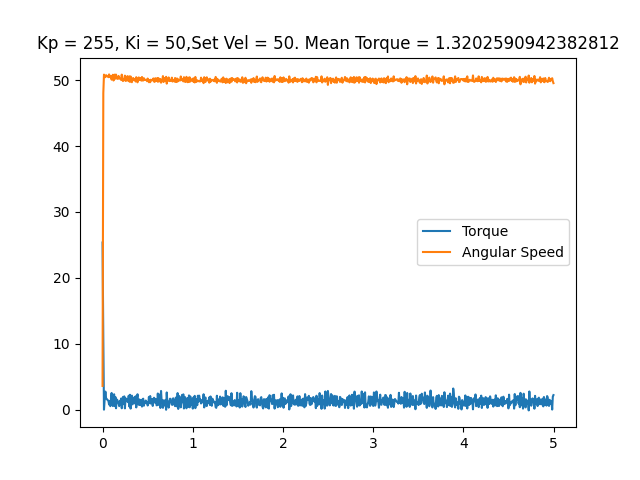 Kp = 255, Ki = 50,Set Vel = 50. Mean Torque = 1.3202590942382812
50
40
30
20
10
0
Torque
Angular Speed
0 1 2 3 4 5